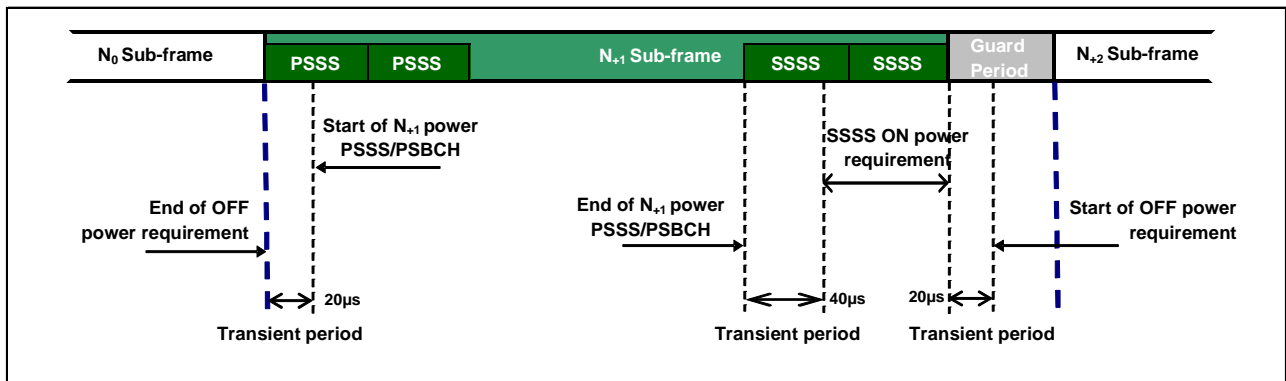 N₀ Sub-frame
PSSS
PSSS
N₊₁ Sub-frame
SSSS
SSSS
Guard
Period
N₊₂ Sub-frame
Start of N₊₁ power
PSSS/PSBCH
SSSS ON power
requirement
End of OFF
power requirement
End of N₊₁ power
PSSS/PSBCH
Start of OFF power
requirement
20µs
40µs
20µs
Transient period
Transient period
Transient period